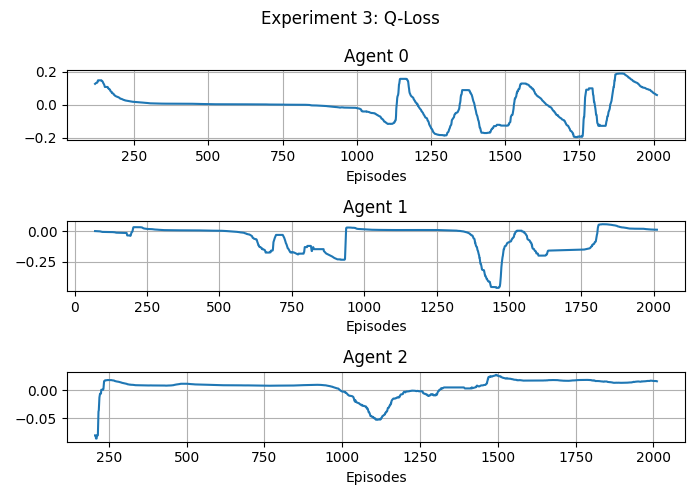 Experiment 3: Q-Loss
Agent 0
0.2
0.0
−0.2
250 500 750 1000 1250 1500 1750 2000
Episodes
Agent 1
0.00
−0.25
0 250 500 750 1000 1250 1500 1750 2000
Episodes
Agent 2
0.00
−0.05
250 500 750 1000 1250 1500 1750 2000
Episodes